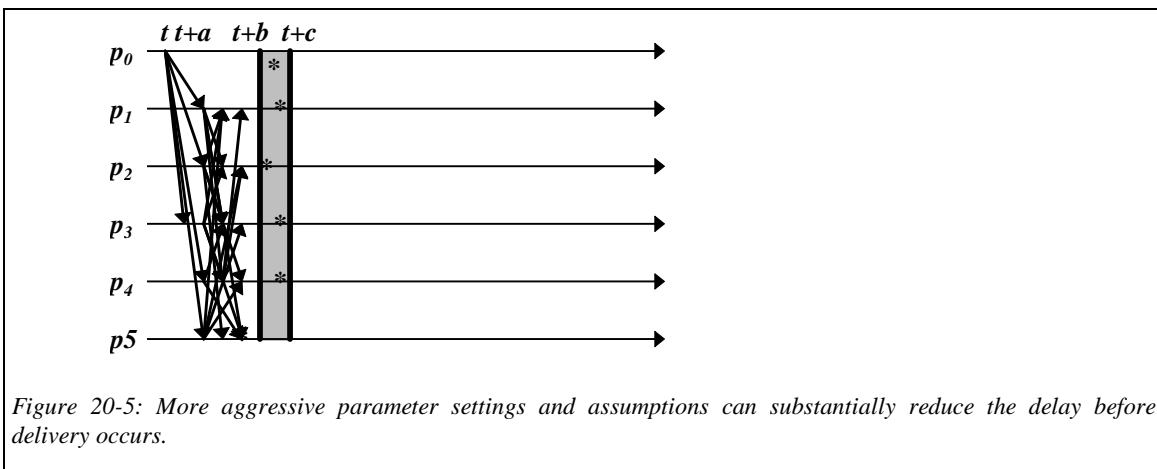 t t+a t+b t+c
p0
*
p1
*
p2
*
p3
*
p4
*
p5
Figure 20-5: More aggressive parameter settings and assumptions can substantially reduce the delay before
delivery occurs.